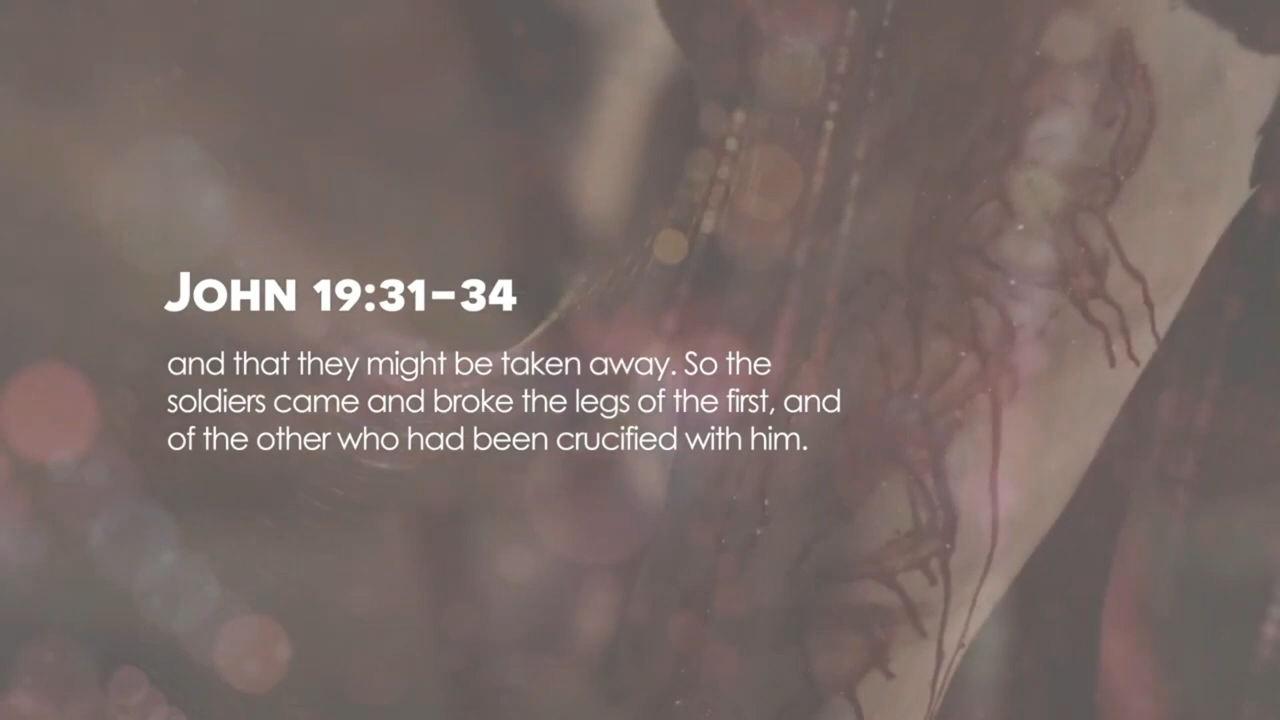 John 19:31–34
and that they might be taken away. So the
soldiers came and broke the legs of the first, and
of the other who had been crucified with him.